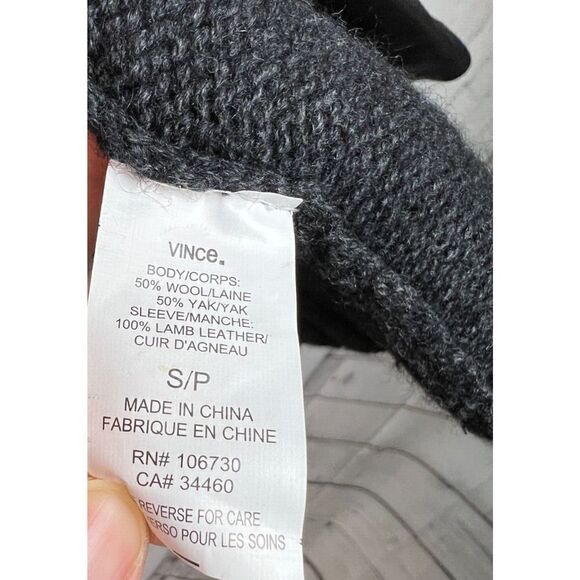 VINce.
BODY/CORPS:
50% WOOL/LAINE
50% YAK/YAK
SLEEVE/MANCHE:
100% LAMB LEATHER/
CUIR D'AGNEAU
S/P
MADE IN CHINA
FABRIQUE EN CHINE
RN# 106730
CA# 34460
REVERSE FOR CARE
POUR LES SOINS